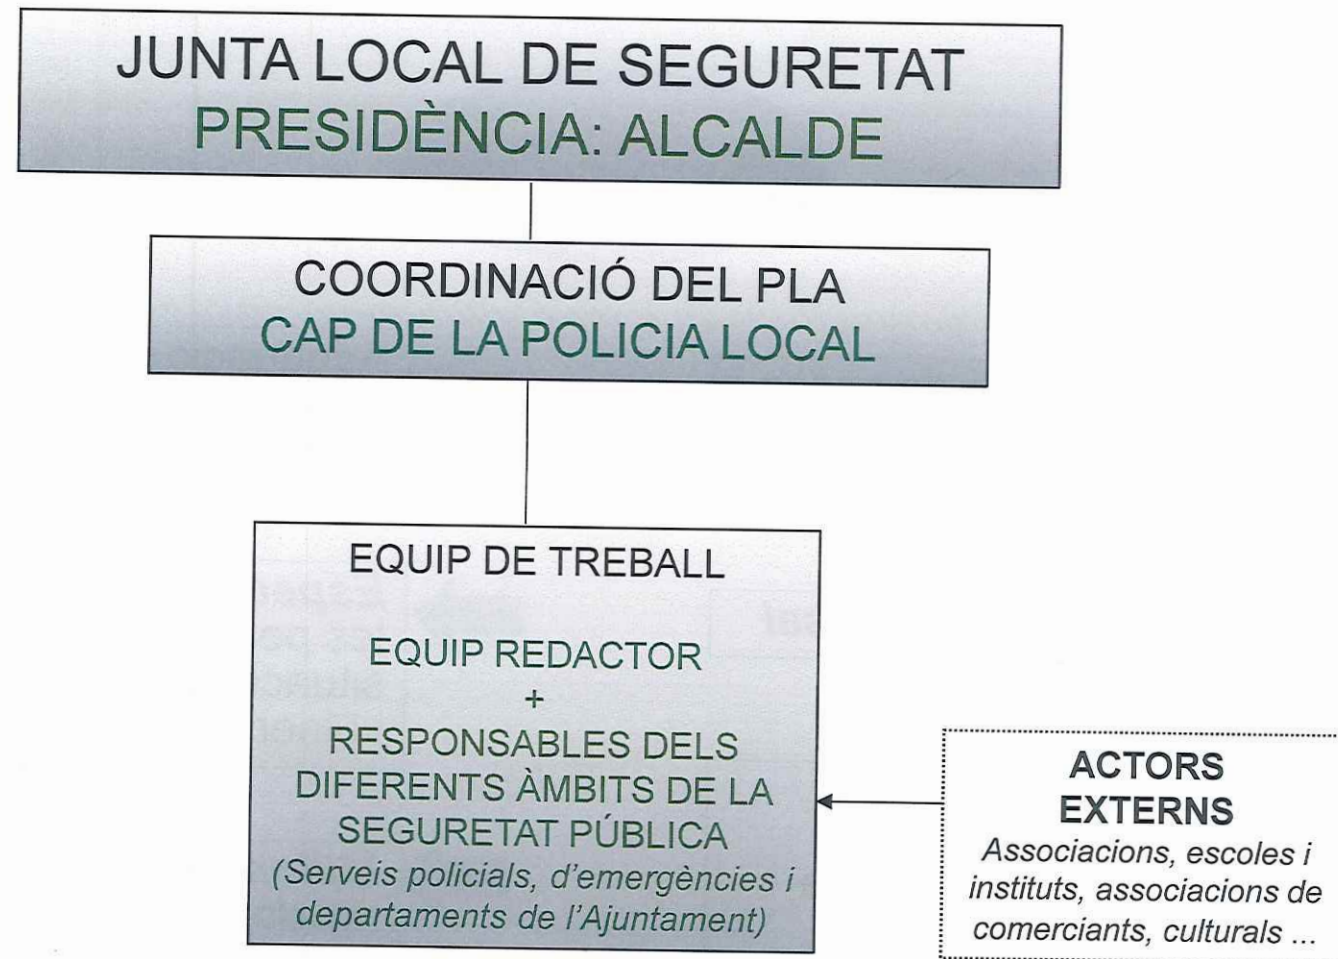 JUNTA LOCAL DE SEGURETAT
PRESIDÈNCIA: ALCALDE
COORDINACIÓ DEL PLA
CAP DE LA POLICIA LOCAL
EQUIP DE TREBALL
EQUIP REDACTOR
+
RESPONSABLES DELS
DIFERENTS ÀMBITS DE LA
SEGURETAT PÚBLICA
(Serveis policials, d'emergències i
departaments de l'Ajuntament)
ACTORS
EXTERNS
Associacions, escoles i
instituts, associacions de
comerciants, culturals ...